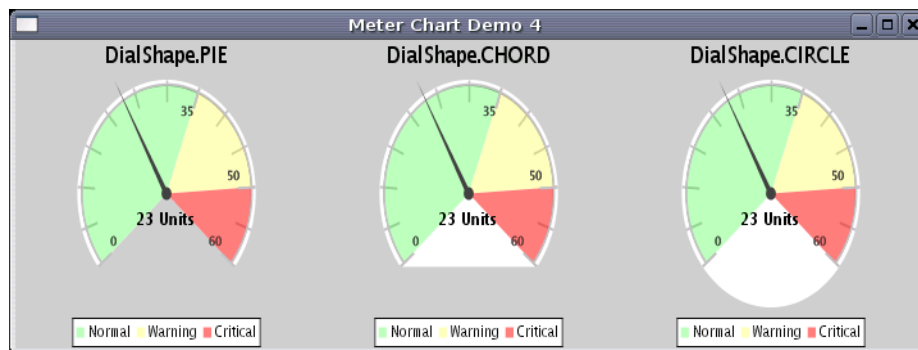 Meter Chart Demo 4
DialShape.PIE
35
50
23 Units
0
60
Normal Warning Critical
DialShape.CHORD
35
50
23 Units
0
60
Normal Warning Critical
DialShape.CIRCLE
35
50
23 Units
0
60
Normal Warning Critical